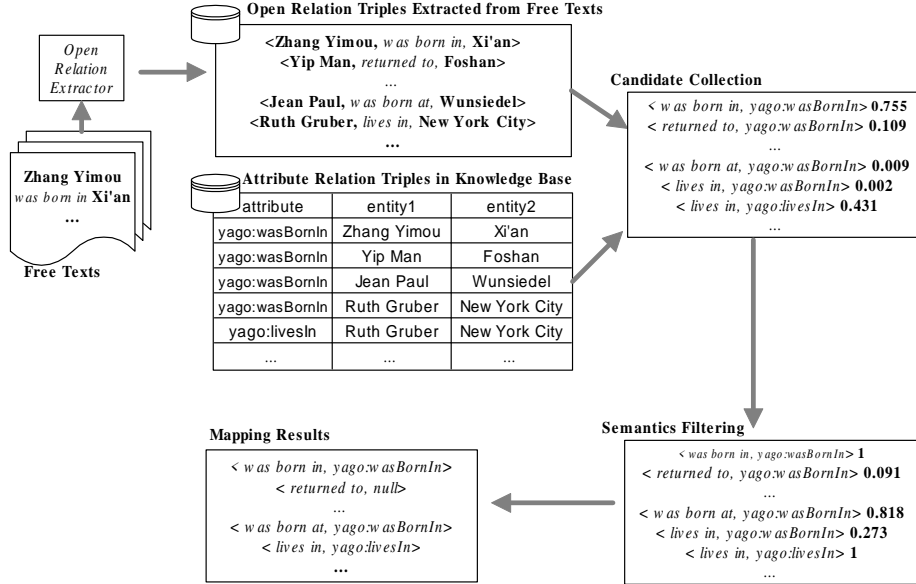 Open Relation Triples Extracted from Free Texts
Open
Relation
Extractor
<Zhang Yimou, was born in, Xi'an>
<Yip Man, returned to, Foshan>
...
<Jean Paul, was born at, Wunsiedel>
<Ruth Gruber, lives in, New York City>
...
Zhang Yimou
was born in Xi'an
...
Free Texts
Attribute Relation Triples in Knowledge Base
attribute entity1 entity2
yago:wasBornIn Zhang Yimou Xi'an
yago:wasBornIn Yip Man Foshan
yago:wasBornIn Jean Paul Wunsiedel
yago:wasBornIn Ruth Gruber New York City
yago:livesIn Ruth Gruber New York City
... ... ...
Candidate Collection
< was born in, yago:wasBornIn> 0.755
< returned to, yago:wasBornIn> 0.109
...
< was born at, yago:wasBornIn> 0.009
< lives in, yago:wasBornIn> 0.002
< lives in, yago:livesIn> 0.431
...
Semantics Filtering
< was born in, yago:wasBornIn> 1
< returned to, yago:wasBornIn> 0.091
...
< was born at, yago:wasBornIn> 0.818
< lives in, yago:wasBornIn> 0.273
< lives in, yago:livesIn> 1
...
Mapping Results
< was born in, yago:wasBornIn>
< returned to, null>
...
< was born at, yago:wasBornIn>
< lives in, yago:livesIn>
...